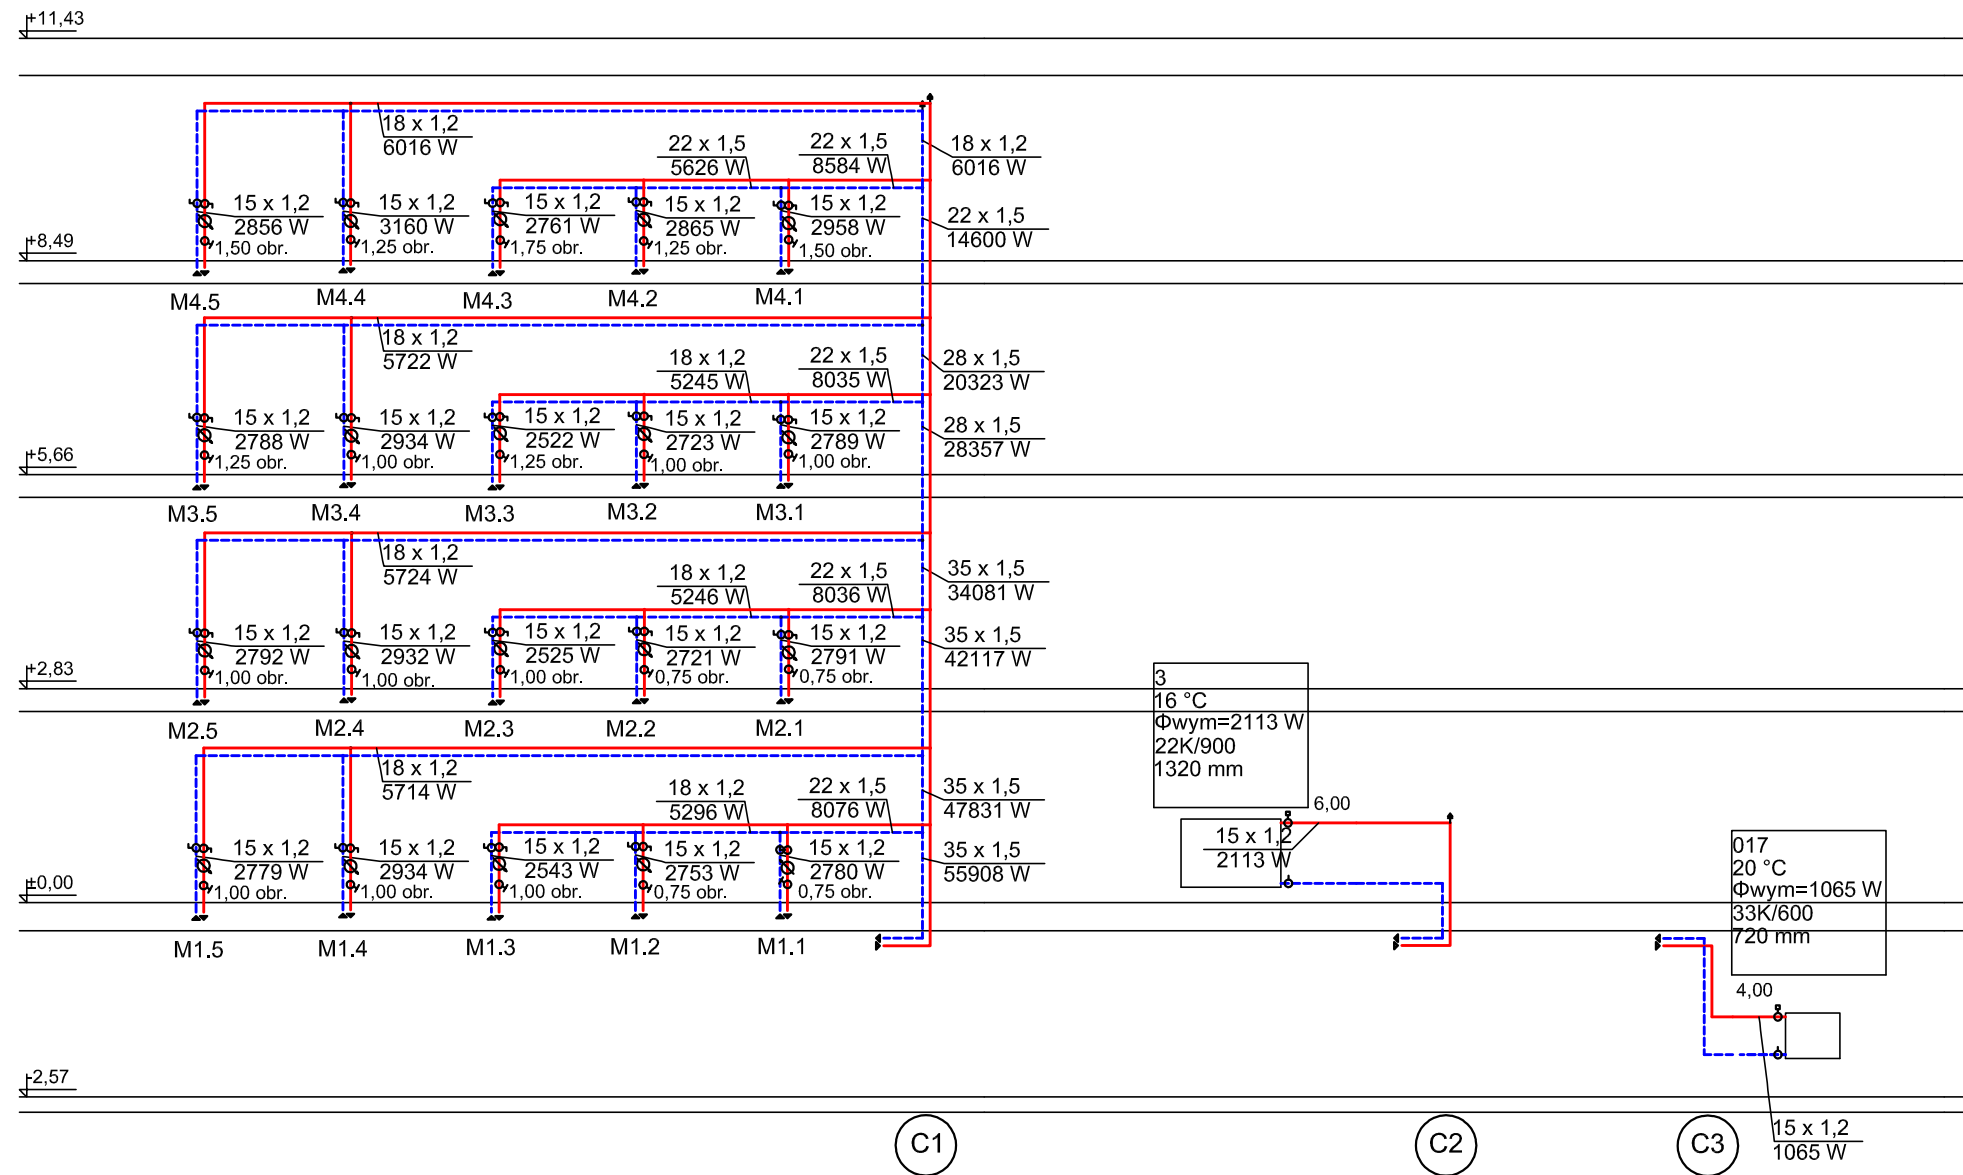 +11,43
18 x 1,2
6016 W
22 x 1,5
5626 W
22 x 1,5
8584 W
18 x 1,2
6016 W
15 x 1,2
2856 W
1,50 obr.
15 x 1,2
3160 W
1,25 obr.
15 x 1,2
2761 W
1,75 obr.
15 x 1,2
2865 W
1,25 obr.
15 x 1,2
2958 W
1,50 obr.
22 x 1,5
14600 W
+8,49
M4.5
M4.4
M4.3
M4.2
M4.1
18 x 1,2
5722 W
18 x 1,2
5245 W
22 x 1,5
8035 W
28 x 1,5
20323 W
15 x 1,2
2788 W
1,25 obr.
15 x 1,2
2934 W
1,00 obr.
15 x 1,2
2522 W
1,25 obr.
15 x 1,2
2723 W
1,00 obr.
15 x 1,2
2789 W
1,00 obr.
28 x 1,5
28357 W
+5,66
M3.5
M3.4
M3.3
M3.2
M3.1
18 x 1,2
5724 W
18 x 1,2
5246 W
22 x 1,5
8036 W
35 x 1,5
34081 W
15 x 1,2
2792 W
1,00 obr.
15 x 1,2
2932 W
1,00 obr.
15 x 1,2
2525 W
1,00 obr.
15 x 1,2
2721 W
0,75 obr.
15 x 1,2
2791 W
0,75 obr.
35 x 1,5
42117 W
+2,83
M2.5
M2.4
M2.3
M2.2
M2.1
18 x 1,2
5714 W
18 x 1,2
5296 W
22 x 1,5
8076 W
35 x 1,5
47831 W
15 x 1,2
2779 W
1,00 obr.
15 x 1,2
2934 W
1,00 obr.
15 x 1,2
2543 W
1,00 obr.
15 x 1,2
2753 W
0,75 obr.
15 x 1,2
2780 W
0,75 obr.
35 x 1,5
55908 W
±0,00
M1.5
M1.4
M1.3
M1.2
M1.1
3
16 °C
Φwym=2113 W
22K/900
1320 mm
6,00
15 x 1,2
2113 W
017
20 °C
Φwym=1065 W
33K/600
720 mm
4,00
15 x 1,2
1065 W
-2,57
C1
C2
C3